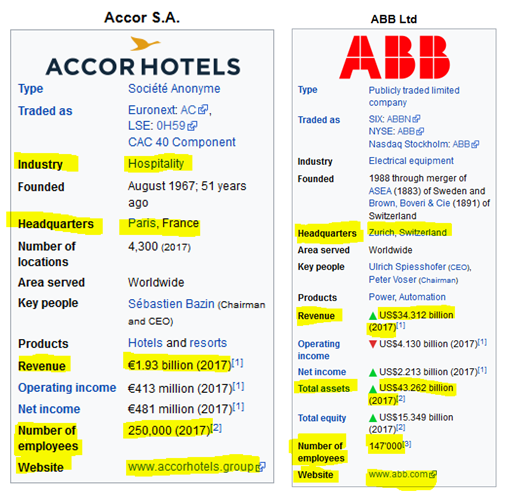 Accor S.A.
ACCORHOTELS
Type Société Anonyme
Traded as Euronext: AC,
LSE: 0H59
CAC 40 Component
Industry Hospitality
Founded August 1967; 51 years
ago
Headquarters Paris, France
Number of 4,300 (2017)
locations
Area served Worldwide
Key people Sébastien Bazin (Chairman
and CEO)
Products Hotels and resorts
Revenue €1.93 billion (2017)[1]
Operating income €413 million (2017)[1]
Net income €481 million (2017)[1]
Number of 250,000 (2017)[2]
employees
Website www.accorhotels.group
ABB Ltd
ABB
Type Publicly traded limited
company
Traded as SIX: ABBN
NYSE: ABB
Nasdaq Stockholm: ABB
Industry Electrical equipment
Founded 1988 through merger of
ASEA (1883) of Sweden and
Brown, Boveri & Cie (1891) of
Switzerland
Headquarters Zurich, Switzerland
Area served Worldwide
Key people Ulrich Spiesshofer (CEO),
Peter Voser (Chairman)
Products Power, Automation
Revenue ▲ US$34.312 billion
(2017)[1]
Operating ▼ US$4.130 billion (2017)[1]
income
Net income ▲ US$2.213 billion (2017)[1]
Total assets ▲ US$43.262 billion
(2017)[2]
Total equity ▲ US$15.349 billion
(2017)[2]
Number of 147'000[3]
employees
Website www.abb.com